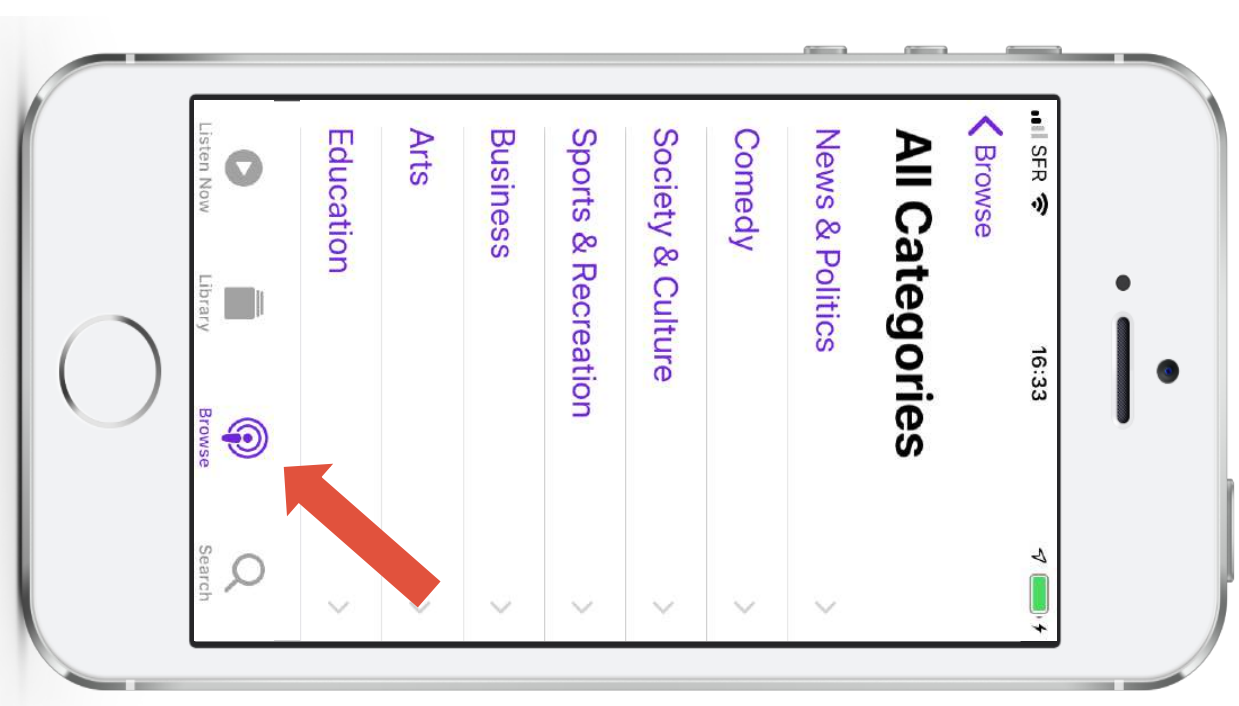 SFR 16:33
Browse
All Categories
News & Politics
Comedy
Society & Culture
Sports & Recreation
Business
Arts
Education
Listen Now Library Browse Search